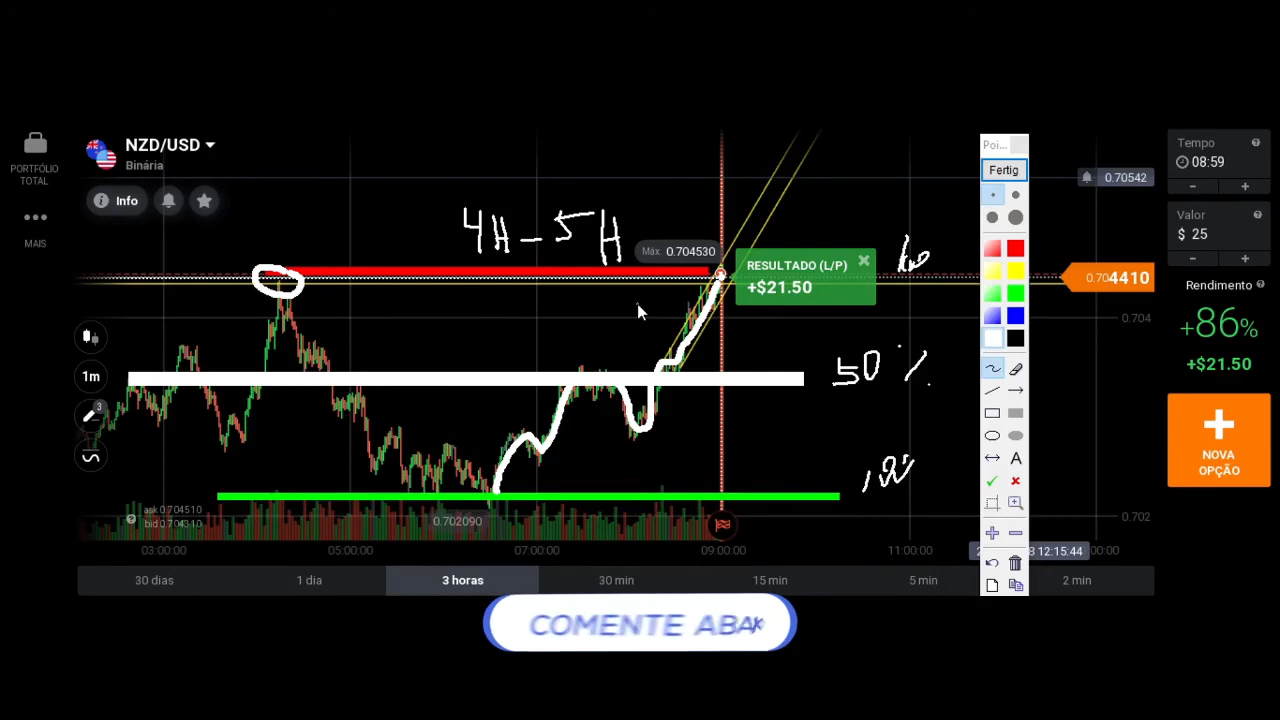 NZD/USD
Binária
PORTFÓLIO
TOTAL
MAIS
Info
4H-5H
Máx. 0.704530
RESULTADO (L/P)
+$21.50
Poi...
Fertig
0.70542
0.704410
0.704
1m
3
50%
A
ask 0.704510
bid 0.704310
0.702090
0.702
03:00:00
05:00:00
07:00:00
09:00:00
11:00:00
12:15:44
30 dias
1 dia
3 horas
30 min
15 min
5 min
2 min
Tempo
08:59
Valor
$ 25
Rendimento
+86%
+$21.50
NOVA
OPÇÃO
COMENTE ABAIX